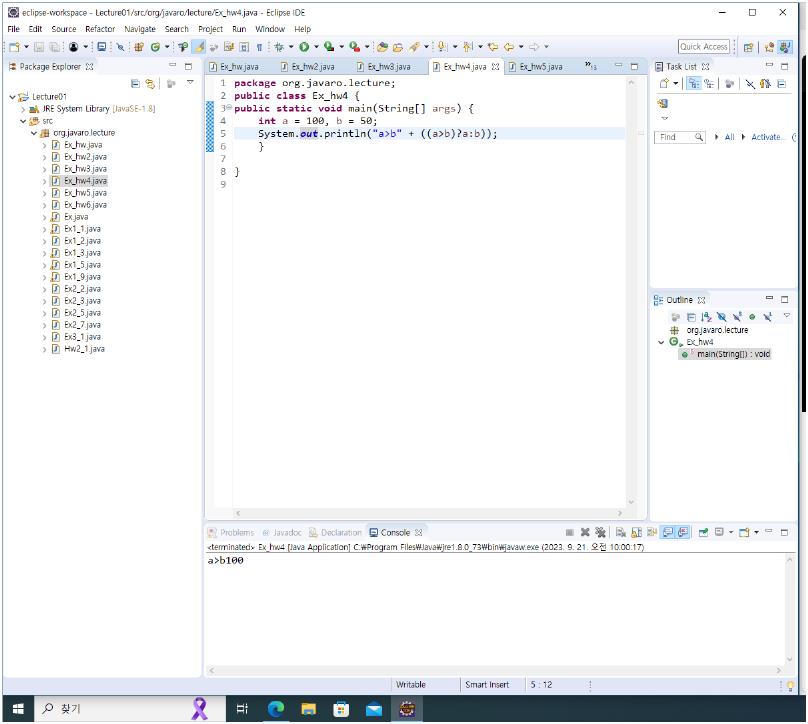 eclipse-workspace - Lecture01/src/org/javaro/lecture/Ex_hw4.java - Eclipse IDE
File Edit Source Refactor Navigate Search Project Run Window Help
Quick Access
Package Explorer
Lecture01
JRE System Library [JavaSE-1.8]
src
org.javaro.lecture
Ex_hw.java
Ex_hw2.java
Ex_hw3.java
Ex_hw4.java
Ex_hw5.java
Ex_hw6.java
Ex.java
Ex1_1.java
Ex1_2.java
Ex1_3.java
Ex1_5.java
Ex1_9.java
Ex2_2.java
Ex2_3.java
Ex2_5.java
Ex2_7.java
Ex3_1.java
Hw2_1.java
Ex_hw.java Ex_hw2.java Ex_hw3.java Ex_hw4.java Ex_hw5.java »13
1 package org.javaro.lecture;
2 public class Ex_hw4 {
3 public static void main(String[] args) {
4 int a = 100, b = 50;
5 System.out.println("a>b" + ((a>b)?a:b));
6 }
7
8 }
9
Task List
Find All Activate...
Outline
org.javaro.lecture
Ex_hw4
main(String[]) : void
Problems Javadoc Declaration Console
<terminated> Ex_hw4 [Java Application] C:₩Program Files₩Java₩jre1.8.0_73₩bin₩javaw.exe (2023. 9. 21. 오전 10:00:17)
a>b100
Writable Smart Insert 5 : 12
찾기